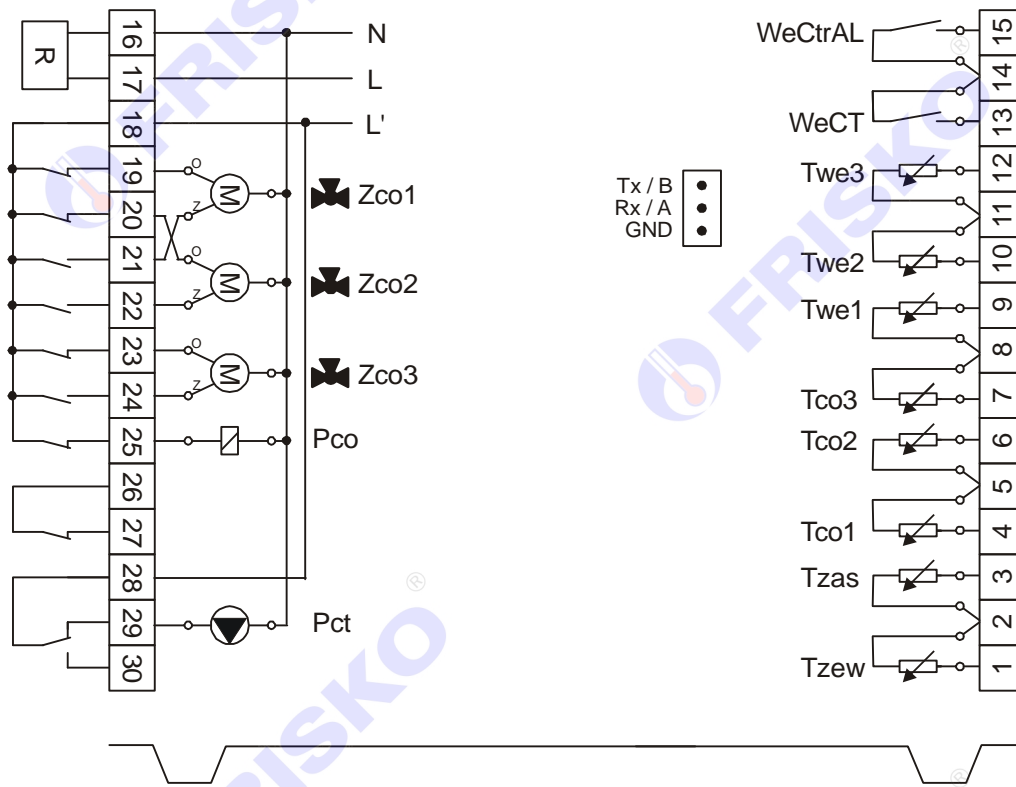 R
16
N
17
L
18
L'
19
o
M
Zco1
20
z
21
o
M
Zco2
22
z
23
o
M
Zco3
24
z
25
Pco
26
27
28
29
Pct
30
Tx / B
Rx / A
GND
WeCtrAL
15
14
WeCT
13
Twe3
12
11
Twe2
10
Twe1
9
8
Tco3
7
Tco2
6
5
Tco1
4
Tzas
3
2
Tzew
1
FRISKO
FRISKO ®
FRISKO ®
®